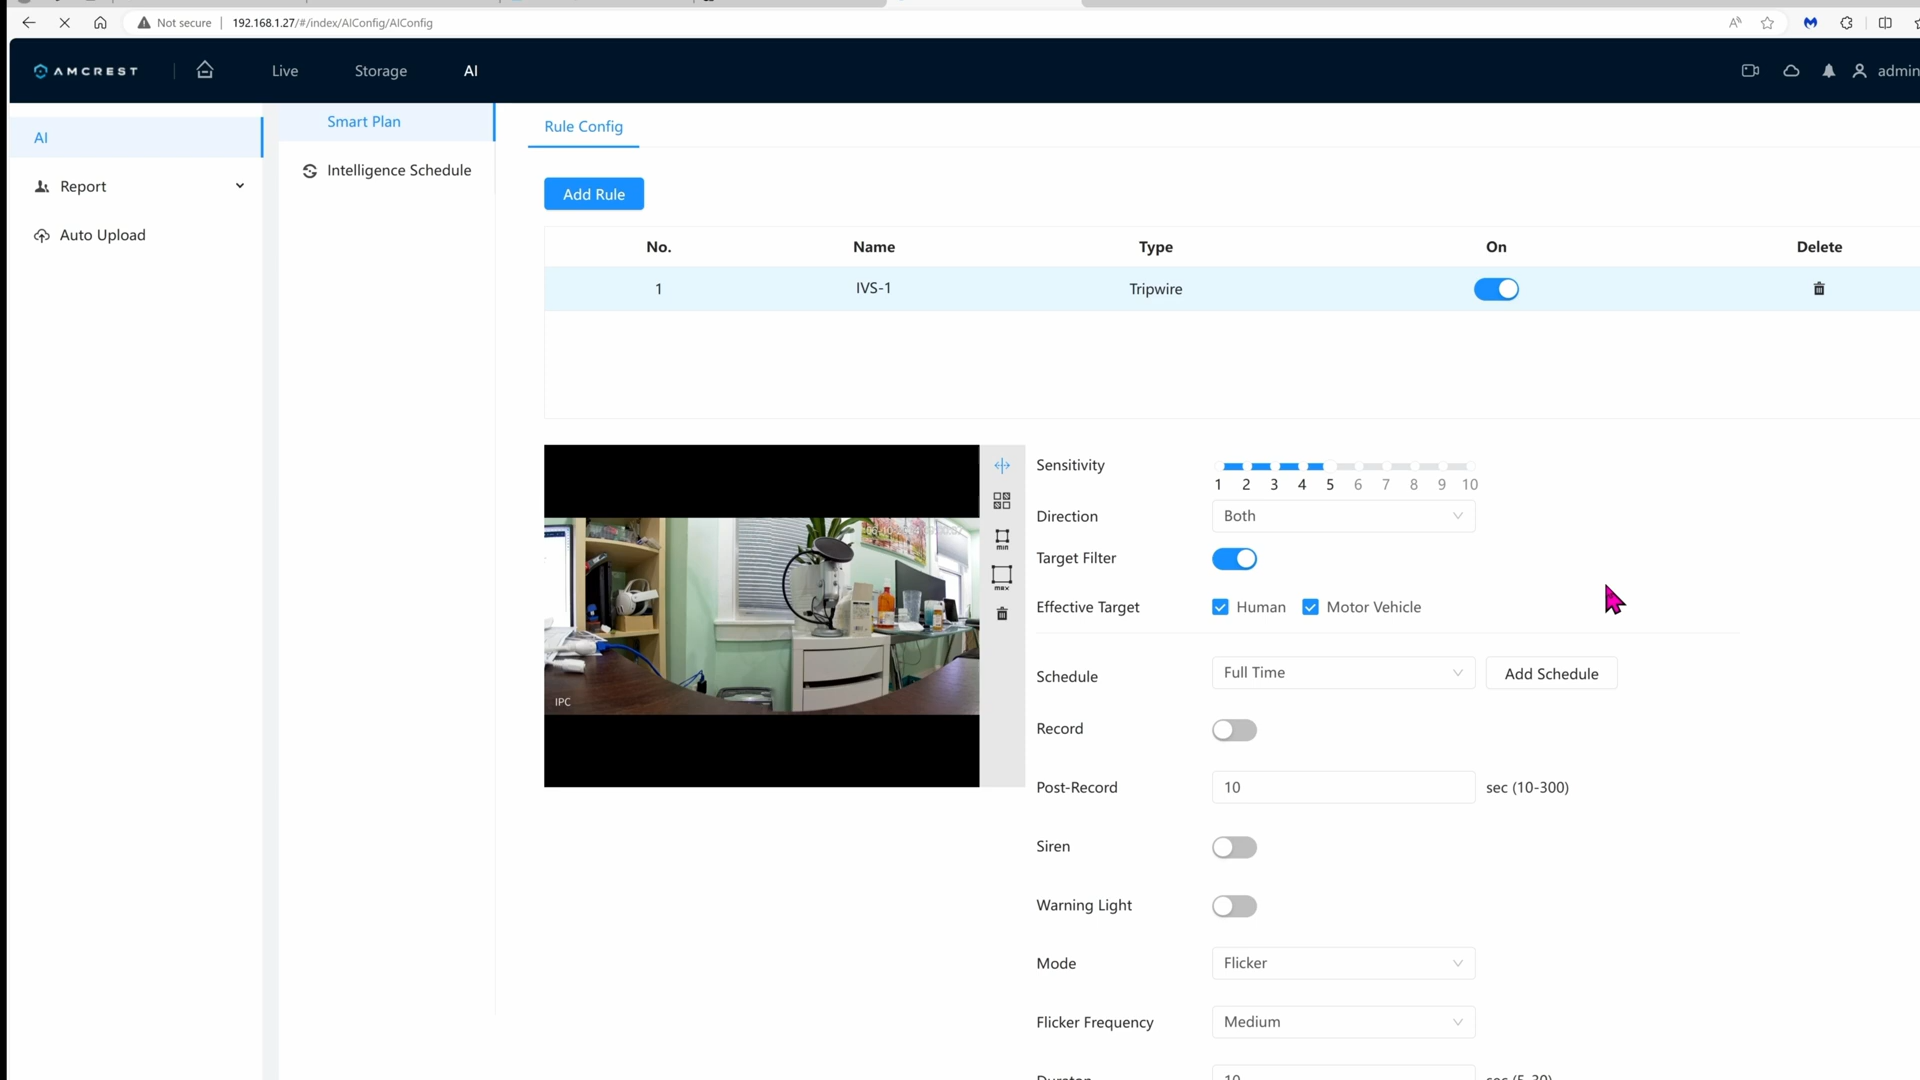 Not secure 192.168.1.27/#/index/AIConfig/AIConfig
AMCREST Live Storage AI admin
AI
Report
Auto Upload
Smart Plan
Intelligence Schedule
Rule Config
Add Rule
No. Name Type On Delete
1 IVS-1 Tripwire
IPC
min
max
Sensitivity
1 2 3 4 5 6 7 8 9 10
Direction Both
Target Filter
Effective Target Human Motor Vehicle
Schedule Full Time Add Schedule
Record
Post-Record 10 sec (10-300)
Siren
Warning Light
Mode Flicker
Flicker Frequency Medium
10 sec (5-30)